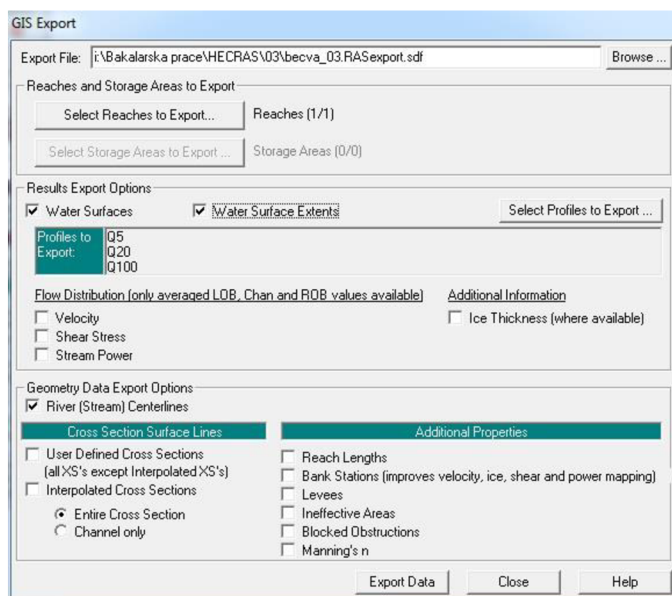 GIS Export
Export File: i:\Bakalarska prace\HECRAS\03\becva_03.RASexport.sdf Browse ...
Reaches and Storage Areas to Export
Select Reaches to Export... Reaches (1/1)
Select Storage Areas to Export ... Storage Areas (0/0)
Results Export Options
Water Surfaces Water Surface Extents Select Profiles to Export ...
Profiles to Export: Q5
Q20
Q100
Flow Distribution (only averaged LOB, Chan and ROB values available) Additional Information
Velocity Ice Thickness (where available)
Shear Stress
Stream Power
Geometry Data Export Options
River (Stream) Centerlines
Cross Section Surface Lines Additional Properties
User Defined Cross Sections Reach Lengths
(all XS's except Interpolated XS's) Bank Stations (improves velocity, ice, shear and power mapping)
Interpolated Cross Sections Levees
Entire Cross Section Ineffective Areas
Channel only Blocked Obstructions
Manning's n
Export Data Close Help